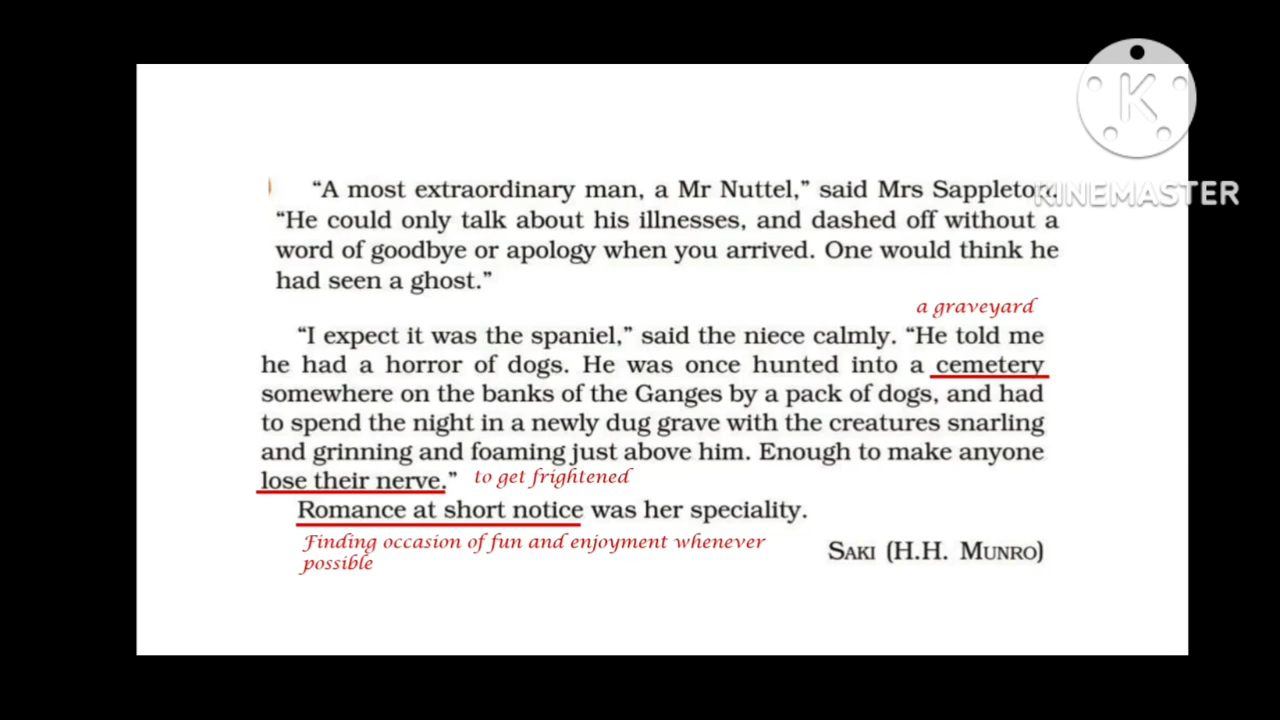 K
KINEMASTER
“A most extraordinary man, a Mr Nuttel,” said Mrs Sappleton,
“He could only talk about his illnesses, and dashed off without a
word of goodbye or apology when you arrived. One would think he
had seen a ghost.”
a graveyard
“I expect it was the spaniel,” said the niece calmly. “He told me
he had a horror of dogs. He was once hunted into a cemetery
somewhere on the banks of the Ganges by a pack of dogs, and had
to spend the night in a newly dug grave with the creatures snarling
and grinning and foaming just above him. Enough to make anyone
lose their nerve.” to get frightened
Romance at short notice was her speciality.
Finding occasion of fun and enjoyment whenever
possible
SAKI (H.H. MUNRO)